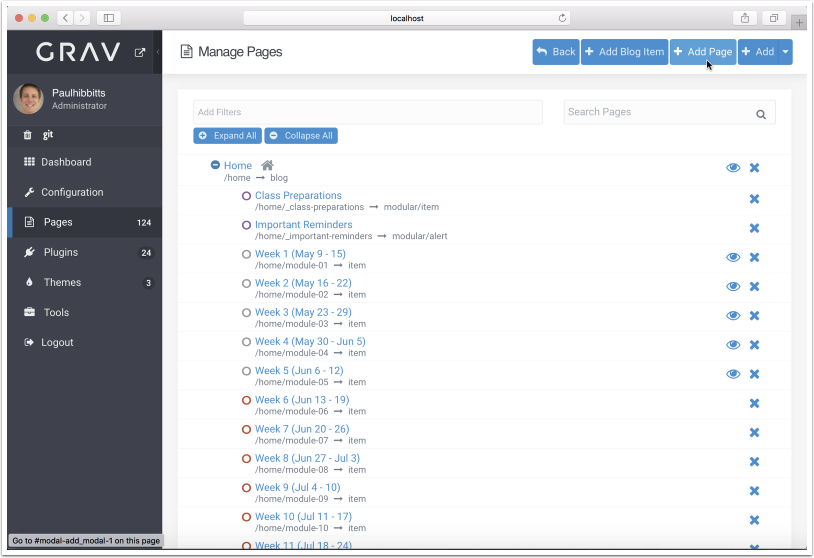 localhost
GRAV
Manage Pages
Back
Add Blog Item
Add Page
Add
Paulhibbitts
Administrator
git
Dashboard
Configuration
Pages 124
Plugins 24
Themes 3
Tools
Logout
Add Filters
Search Pages
Expand All
Collapse All
Home
/home → blog
Class Preparations
/home/_class-preparations → modular/item
Important Reminders
/home/_important-reminders → modular/alert
Week 1 (May 9 - 15)
/home/module-01 → item
Week 2 (May 16 - 22)
/home/module-02 → item
Week 3 (May 23 - 29)
/home/module-03 → item
Week 4 (May 30 - Jun 5)
/home/module-04 → item
Week 5 (Jun 6 - 12)
/home/module-05 → item
Week 6 (Jun 13 - 19)
/home/module-06 → item
Week 7 (Jun 20 - 26)
/home/module-07 → item
Week 8 (Jun 27 - Jul 3)
/home/module-08 → item
Week 9 (Jul 4 - 10)
/home/module-09 → item
Week 10 (Jul 11 - 17)
/home/module-10 → item
Week 11 (Jul 18 - 24)
Go to #modal-add_modal-1 on this page